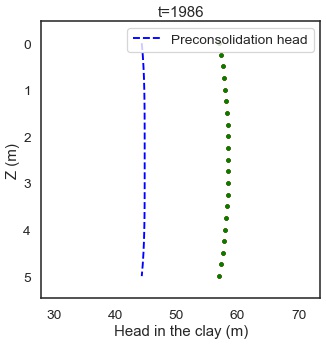 t=1986
Preconsolidation head
0
1
2
3
4
5
Z (m)
30 40 50 60 70
Head in the clay (m)